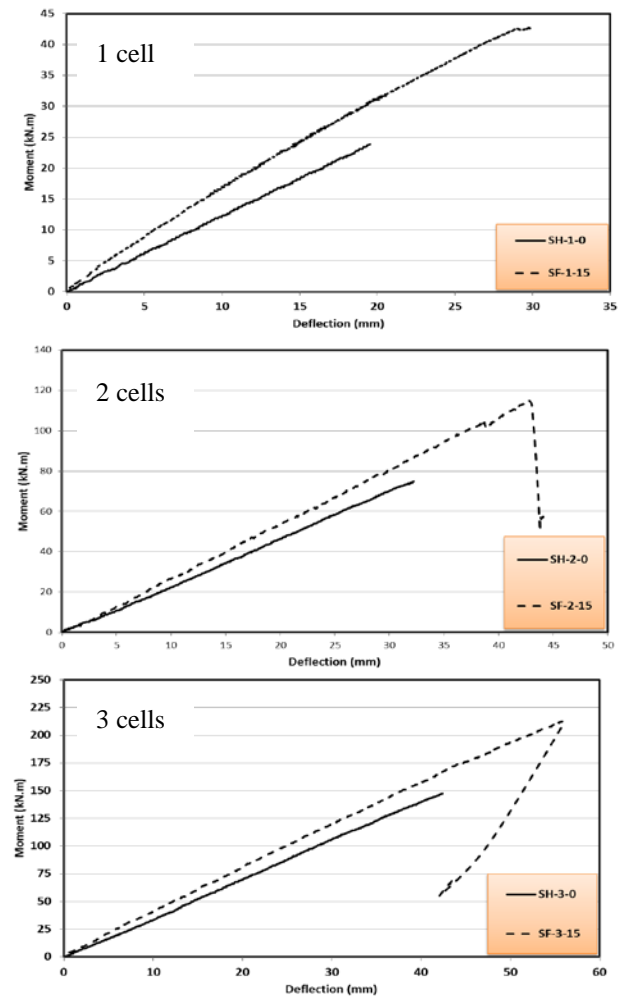 45
40
35
30
25
20
15
10
5
0
Moment (kN.m)
1 cell
SH-1-0
SF-1-15
0 5 10 15 20 25 30 35
Deflection (mm)
140
120
100
80
60
40
20
0
Moment (kN.m)
2 cells
SH-2-0
SF-2-15
0 5 10 15 20 25 30 35 40 45 50
Deflection (mm)
250
225
200
175
150
125
100
75
50
25
0
Moment (kN.m)
3 cells
SH-3-0
SF-3-15
0 10 20 30 40 50 60
Deflection (mm)